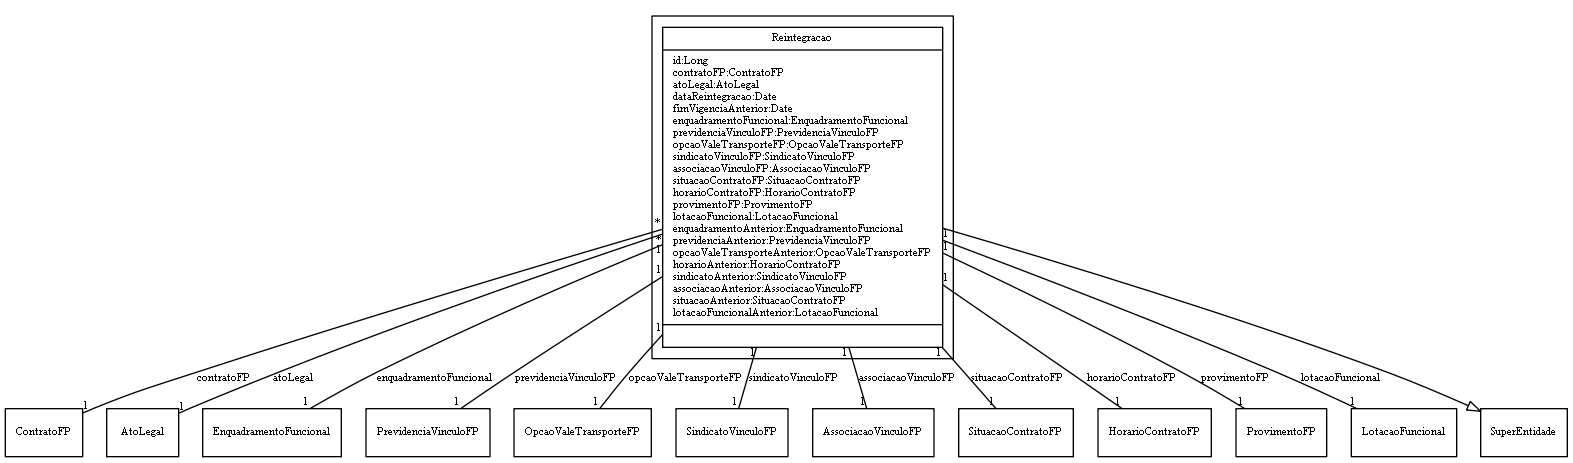 Reintegracao
id:Long
contratoFP:ContratoFP
atoLegal:AtoLegal
dataReintegracao:Date
fimVigenciaAnterior:Date
enquadramentoFuncional:EnquadramentoFuncional
previdenciaVinculoFP:PrevidenciaVinculoFP
opcaoValeTransporteFP:OpcaoValeTransporteFP
sindicatoVinculoFP:SindicatoVinculoFP
associacaoVinculoFP:AssociacaoVinculoFP
situacaoContratoFP:SituacaoContratoFP
horarioContratoFP:HorarioContratoFP
provimentoFP:ProvimentoFP
lotacaoFuncional:LotacaoFuncional
enquadramentoAnterior:EnquadramentoFuncional
previdenciaAnterior:PrevidenciaVinculoFP
opcaoValeTransporteAnterior:OpcaoValeTransporteFP
horarioAnterior:HorarioContratoFP
sindicatoAnterior:SindicatoVinculoFP
associacaoAnterior:AssociacaoVinculoFP
situacaoAnterior:SituacaoContratoFP
lotacaoFuncionalAnterior:LotacaoFuncional
*
1
*
1
1
1
1
1
1
1
1
1
contratoFP atoLegal enquadramentoFuncional previdenciaVinculoFP opcaoValeTransporteFP sindicatoVinculoFP associacaoVinculoFP situacaoContratoFP horarioContratoFP provimentoFP lotacaoFuncional
1 1 1 1 1 1 1 1 1 1 1
ContratoFP AtoLegal EnquadramentoFuncional PrevidenciaVinculoFP OpcaoValeTransporteFP SindicatoVinculoFP AssociacaoVinculoFP SituacaoContratoFP HorarioContratoFP ProvimentoFP LotacaoFuncional SuperEntidade